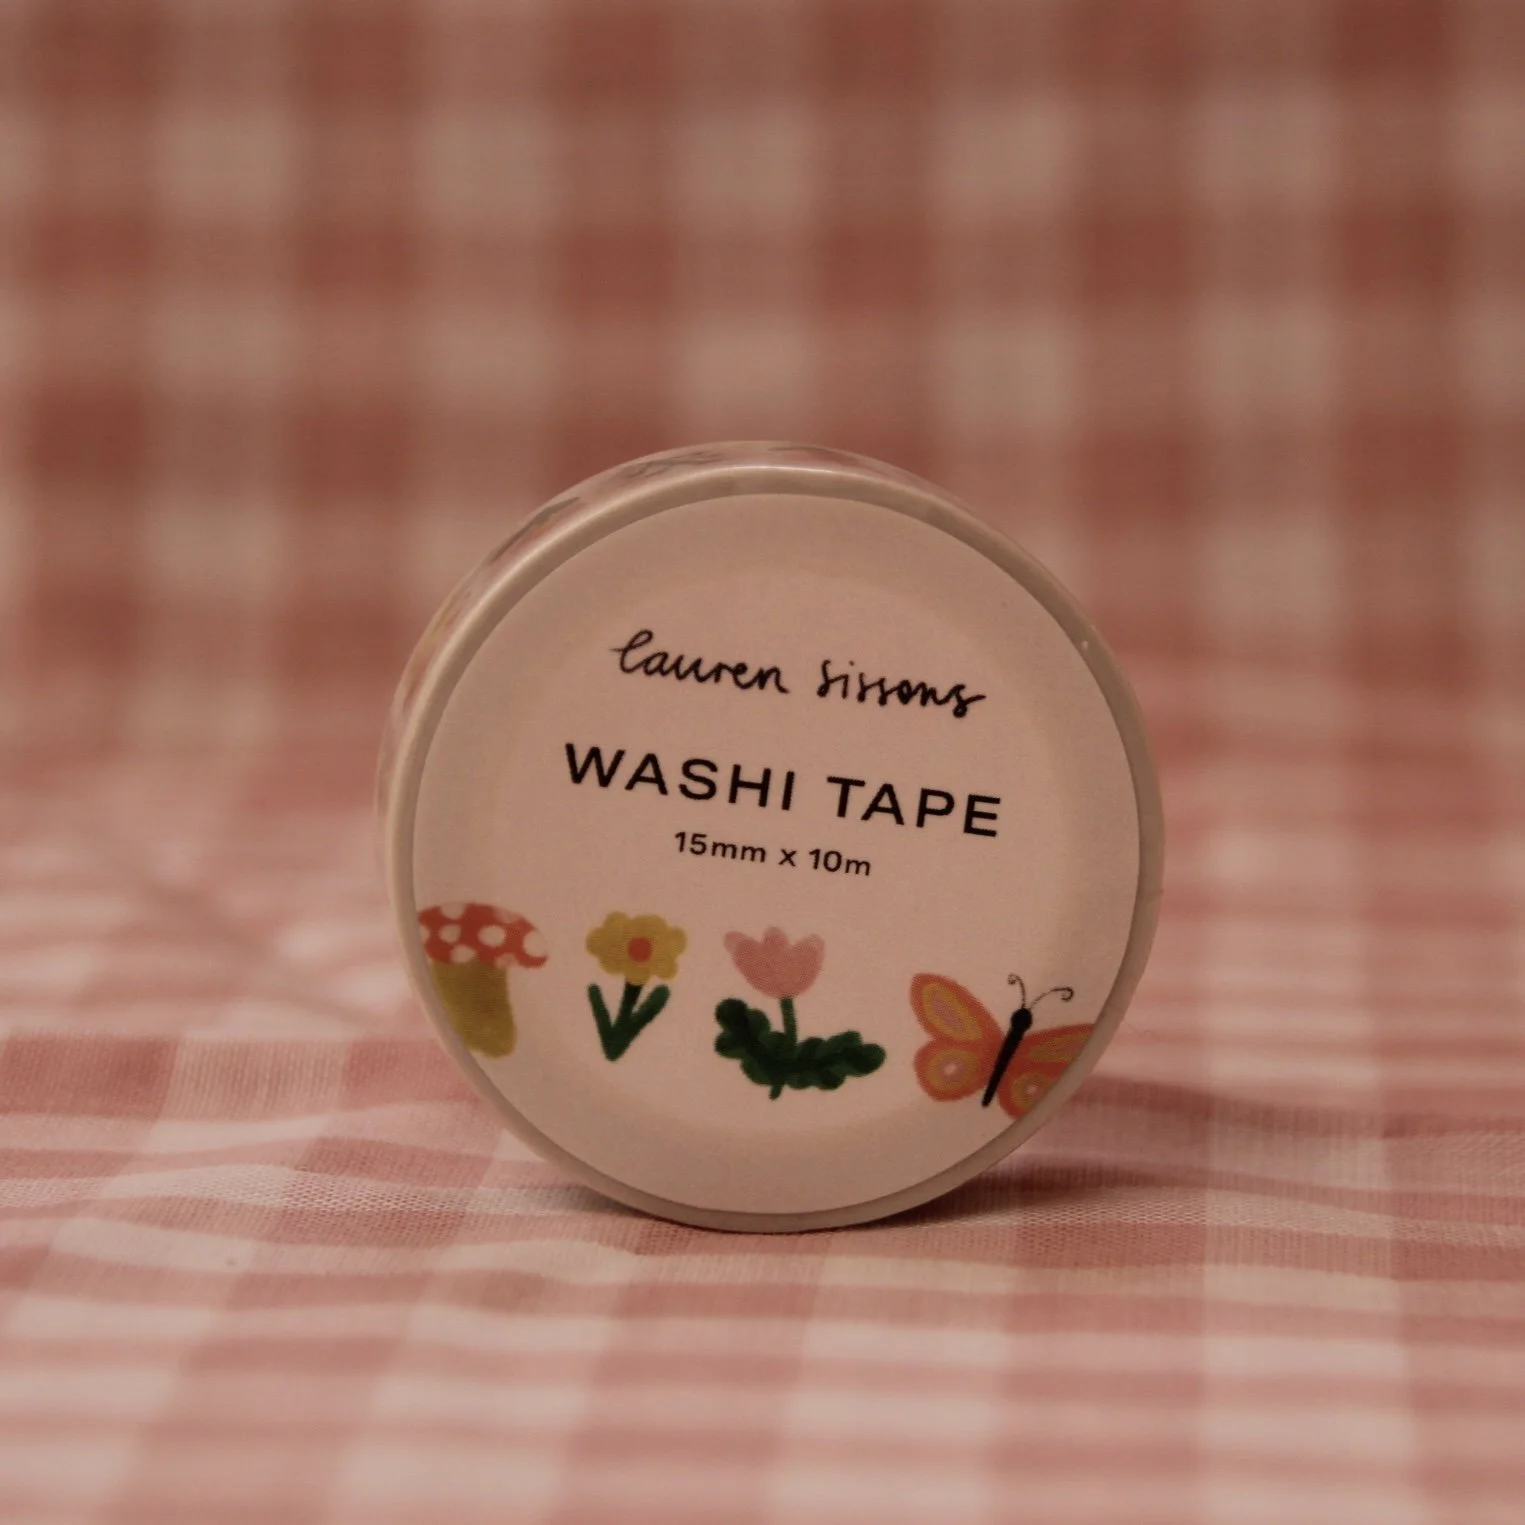 lauren sissons
WASHI TAPE
15mm x 10m